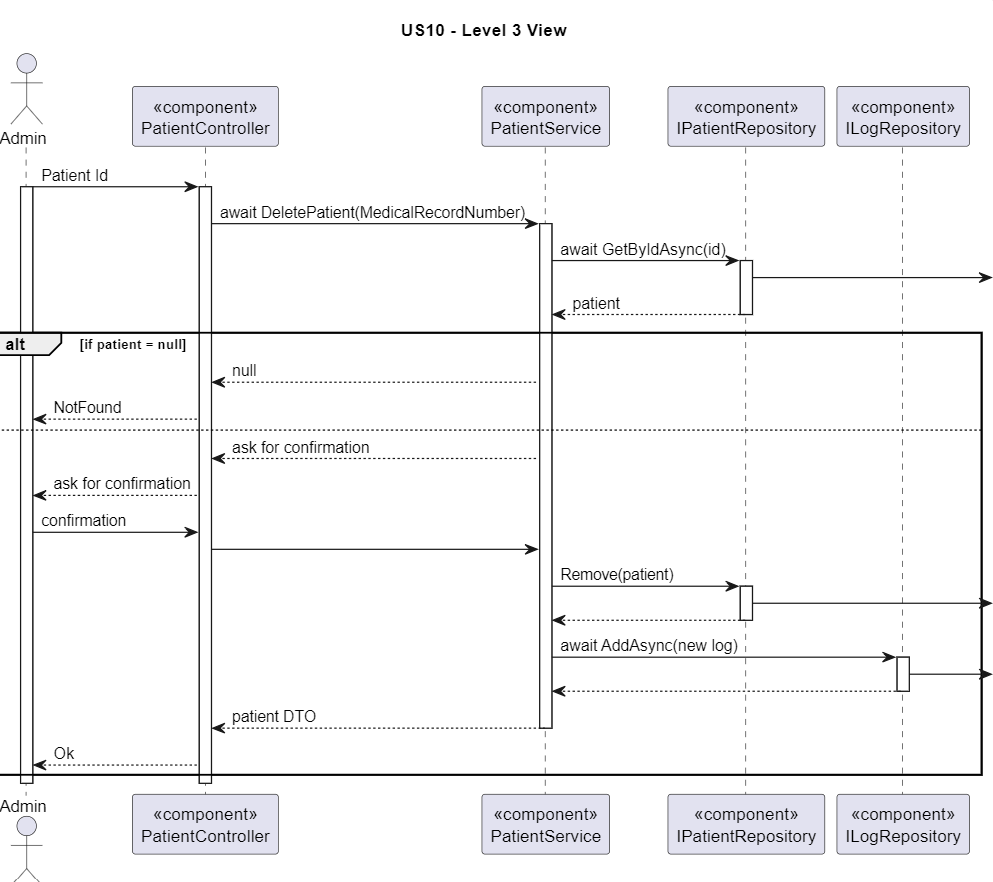 US10 - Level 3 View
Admin
«component»
PatientController
«component»
PatientService
«component»
IPatientRepository
«component»
ILogRepository
Patient Id
await DeletePatient(MedicalRecordNumber)
await GetByIdAsync(id)
patient
alt
[if patient = null]
null
NotFound
ask for confirmation
ask for confirmation
confirmation
Remove(patient)
await AddAsync(new log)
patient DTO
Ok
Admin
«component»
PatientController
«component»
PatientService
«component»
IPatientRepository
«component»
ILogRepository